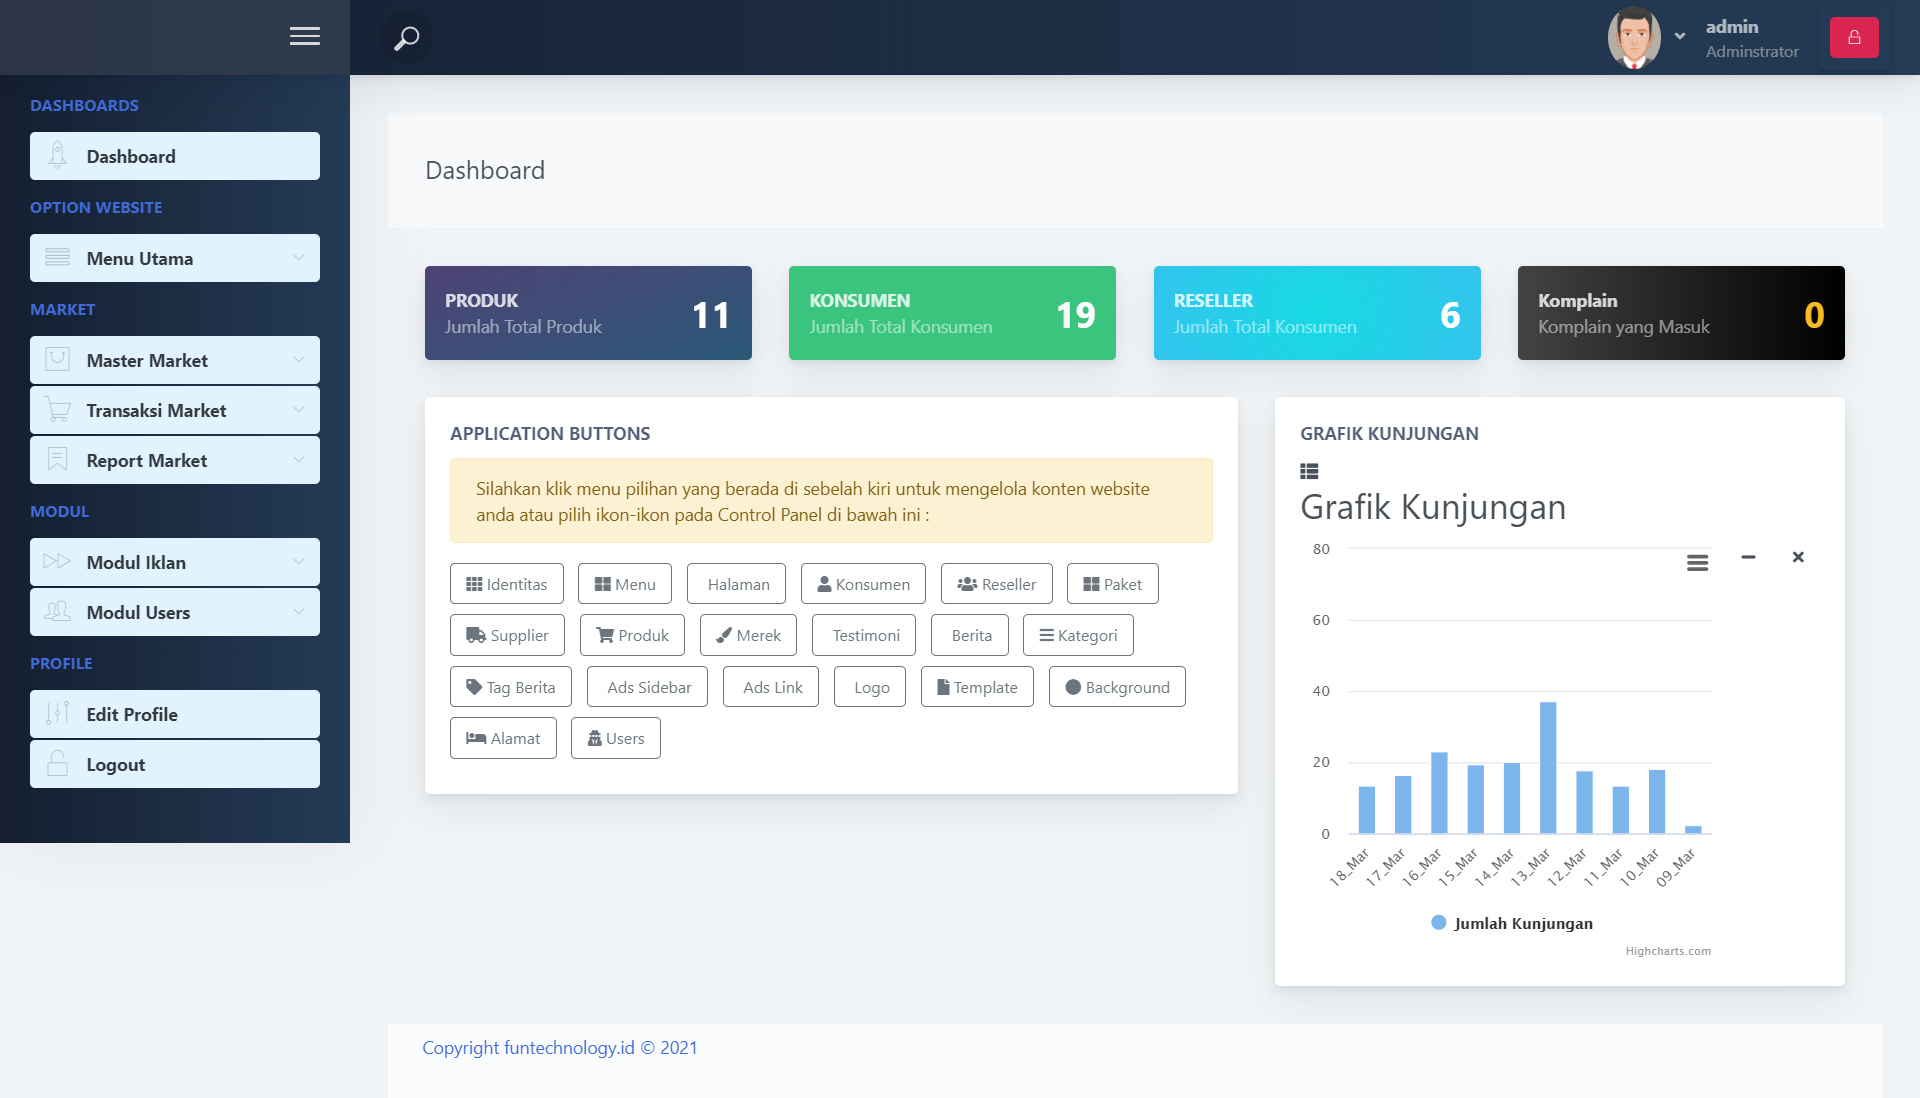 admin
Adminstrator
DASHBOARDS
Dashboard
OPTION WEBSITE
Menu Utama
MARKET
Master Market
Transaksi Market
Report Market
MODUL
Modul Iklan
Modul Users
PROFILE
Edit Profile
Logout
Dashboard
PRODUK
Jumlah Total Produk
11
KONSUMEN
Jumlah Total Konsumen
19
RESELLER
Jumlah Total Konsumen
6
Komplain
Komplain yang Masuk
0
APPLICATION BUTTONS
Silahkan klik menu pilihan yang berada di sebelah kiri untuk mengelola konten website
anda atau pilih ikon-ikon pada Control Panel di bawah ini :
Identitas Menu Halaman Konsumen Reseller Paket
Supplier Produk Merek Testimoni Berita Kategori
Tag Berita Ads Sidebar Ads Link Logo Template Background
Alamat Users
GRAFIK KUNJUNGAN
Grafik Kunjungan
80
60
40
20
0
18_Mar 17_Mar 16_Mar 15_Mar 14_Mar 13_Mar 12_Mar 11_Mar 10_Mar 09_Mar
Jumlah Kunjungan
Highcharts.com
Copyright funtechnology.id © 2021